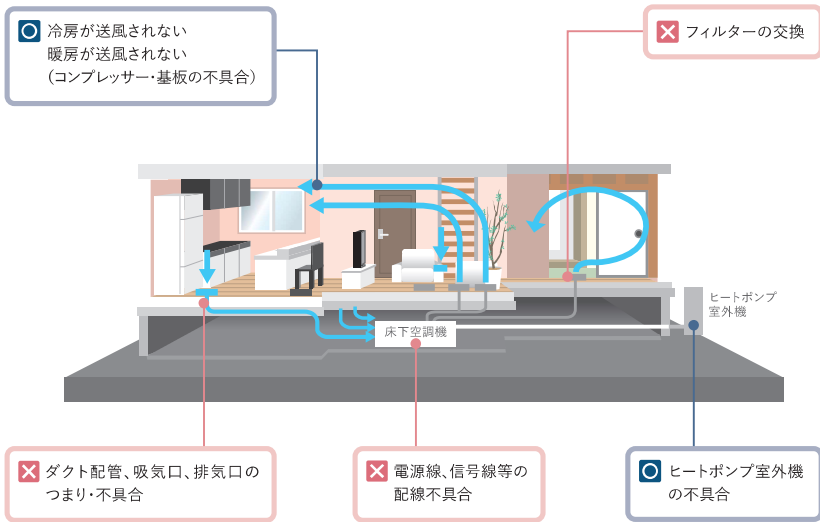 冷房が送風されない
暖房が送風されない
(コンプレッサー・基板の不具合)
フィルターの交換
ヒートポンプ
室外機
床下空調機
ダクト配管、吸気口、排気口の
つまり・不具合
電源線、信号線等の
配線不具合
ヒートポンプ室外機
の不具合